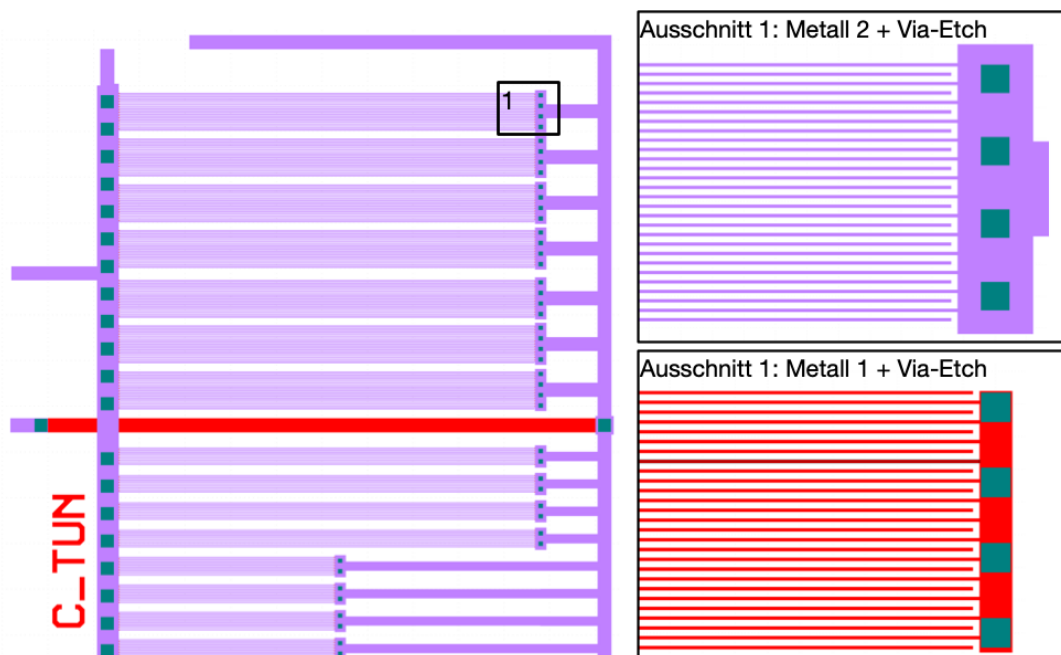 Ausschnitt 1: Metall 2 + Via-Etch
1
Ausschnitt 1: Metall 1 + Via-Etch
C_TUN